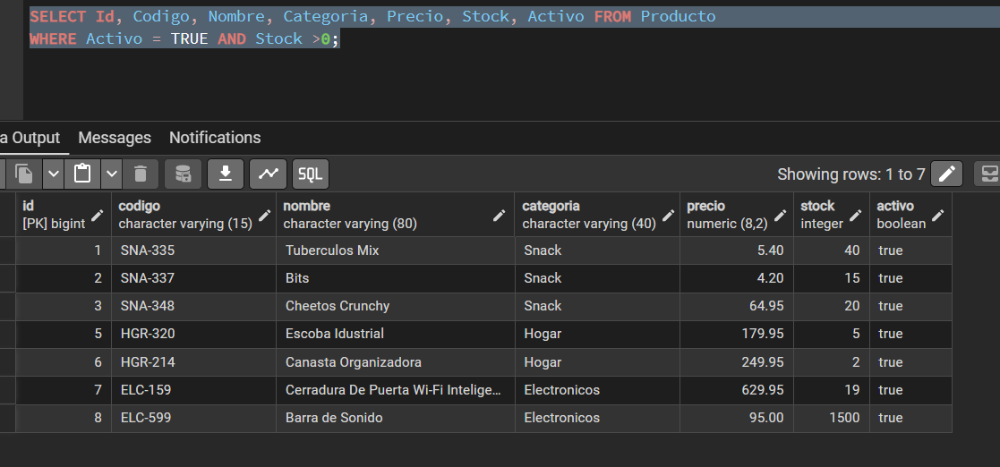 SELECT Id, Codigo, Nombre, Categoria, Precio, Stock, Activo FROM Producto
WHERE Activo = TRUE AND Stock >0;
a Output Messages Notifications
SQL Showing rows: 1 to 7
id codigo nombre categoria precio stock activo
[PK] bigint character varying (15) character varying (80) character varying (40) numeric (8,2) integer boolean
1 SNA-335 Tuberculos Mix Snack 5.40 40 true
2 SNA-337 Bits Snack 4.20 15 true
3 SNA-348 Cheetos Crunchy Snack 64.95 20 true
5 HGR-320 Escoba Idustrial Hogar 179.95 5 true
6 HGR-214 Canasta Organizadora Hogar 249.95 2 true
7 ELC-159 Cerradura De Puerta Wi-Fi Intelige... Electronicos 629.95 19 true
8 ELC-599 Barra de Sonido Electronicos 95.00 1500 true